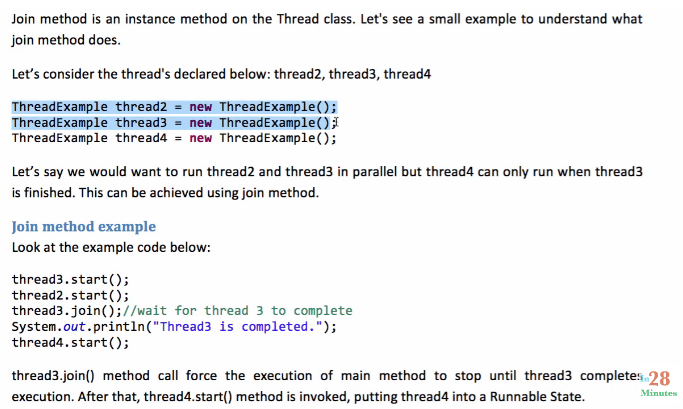 Join method is an instance method on the Thread class. Let's see a small example to understand what
join method does.
Let's consider the thread's declared below: thread2, thread3, thread4
ThreadExample thread2 = new ThreadExample();
ThreadExample thread3 = new ThreadExample();
ThreadExample thread4 = new ThreadExample();
Let's say we would want to run thread2 and thread3 in parallel but thread4 can only run when thread3
is finished. This can be achieved using join method.
Join method example
Look at the example code below:
thread3.start();
thread2.start();
thread3.join();//wait for thread 3 to complete
System.out.println("Thread3 is completed.");
thread4.start();
thread3.join() method call force the execution of main method to stop until thread3 completes
execution. After that, thread4.start() method is invoked, putting thread4 into a Runnable State.
in 28
Minutes